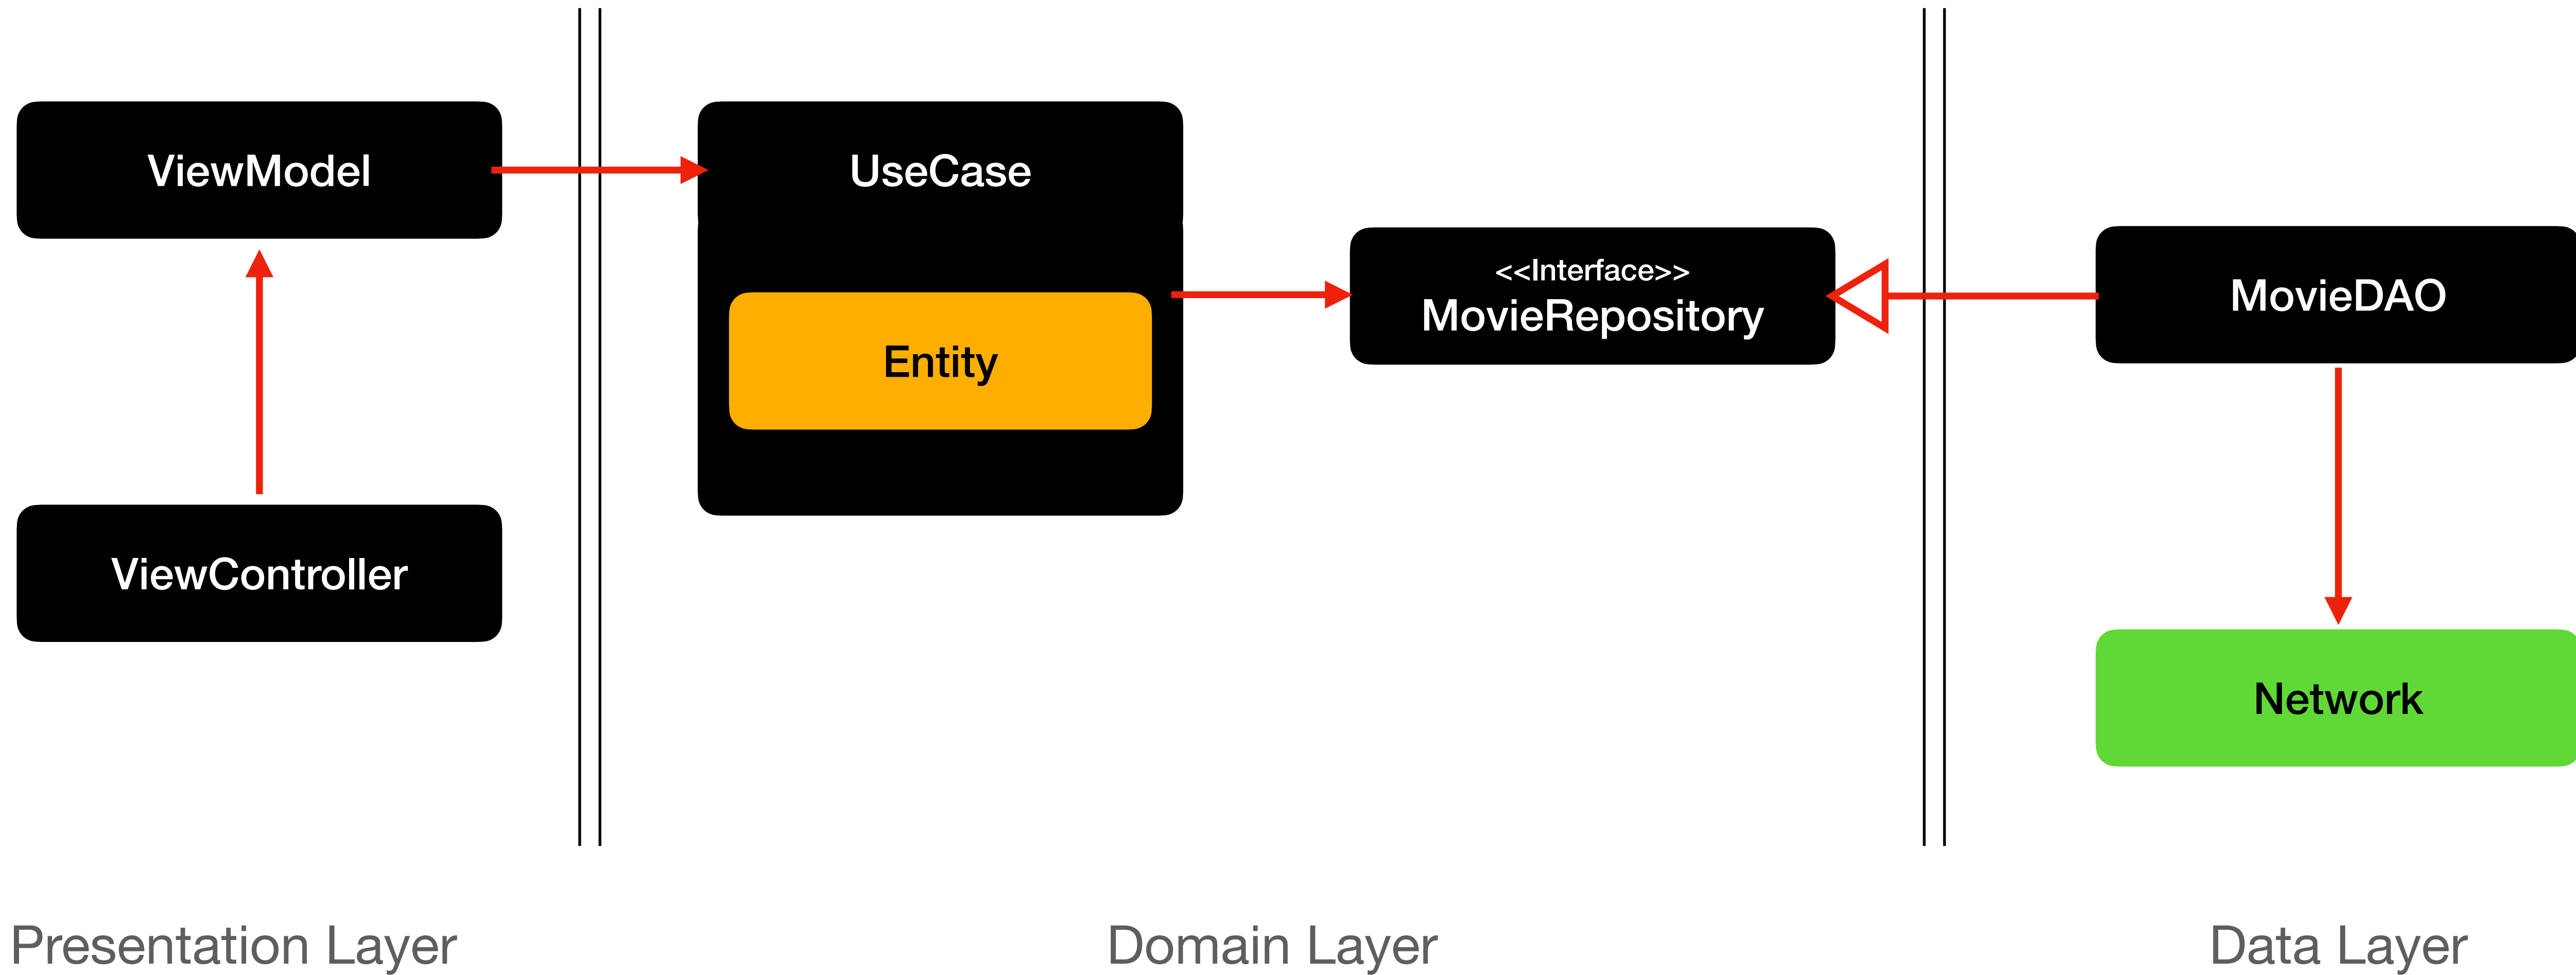 ViewModel
UseCase
Entity
<<Interface>>
MovieRepository
MovieDAO
ViewController
Network
Presentation Layer
Domain Layer
Data Layer